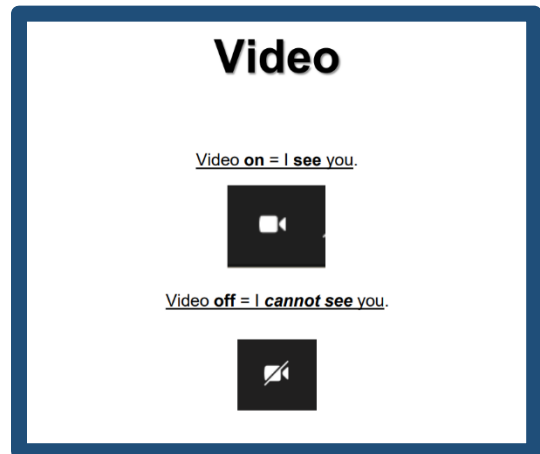 Video
Video on = I see you.
Video off = I cannot see you.